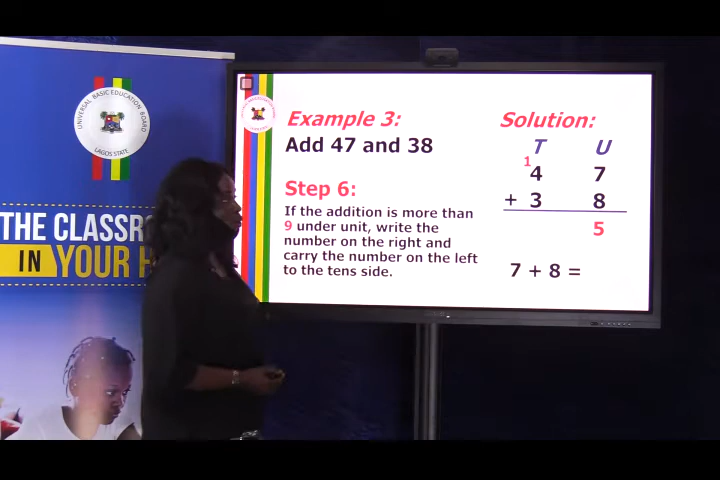 UNIVERSAL BASIC EDUCATION BOARD
LAGOS STATE
THE CLASSR
IN YOUR H
Example 3:
Add 47 and 38
Step 6:
If the addition is more than
9 under unit, write the
number on the right and
carry the number on the left
to the tens side.
Solution:
T U
1
4 7
+ 3 8
5
7 + 8 =